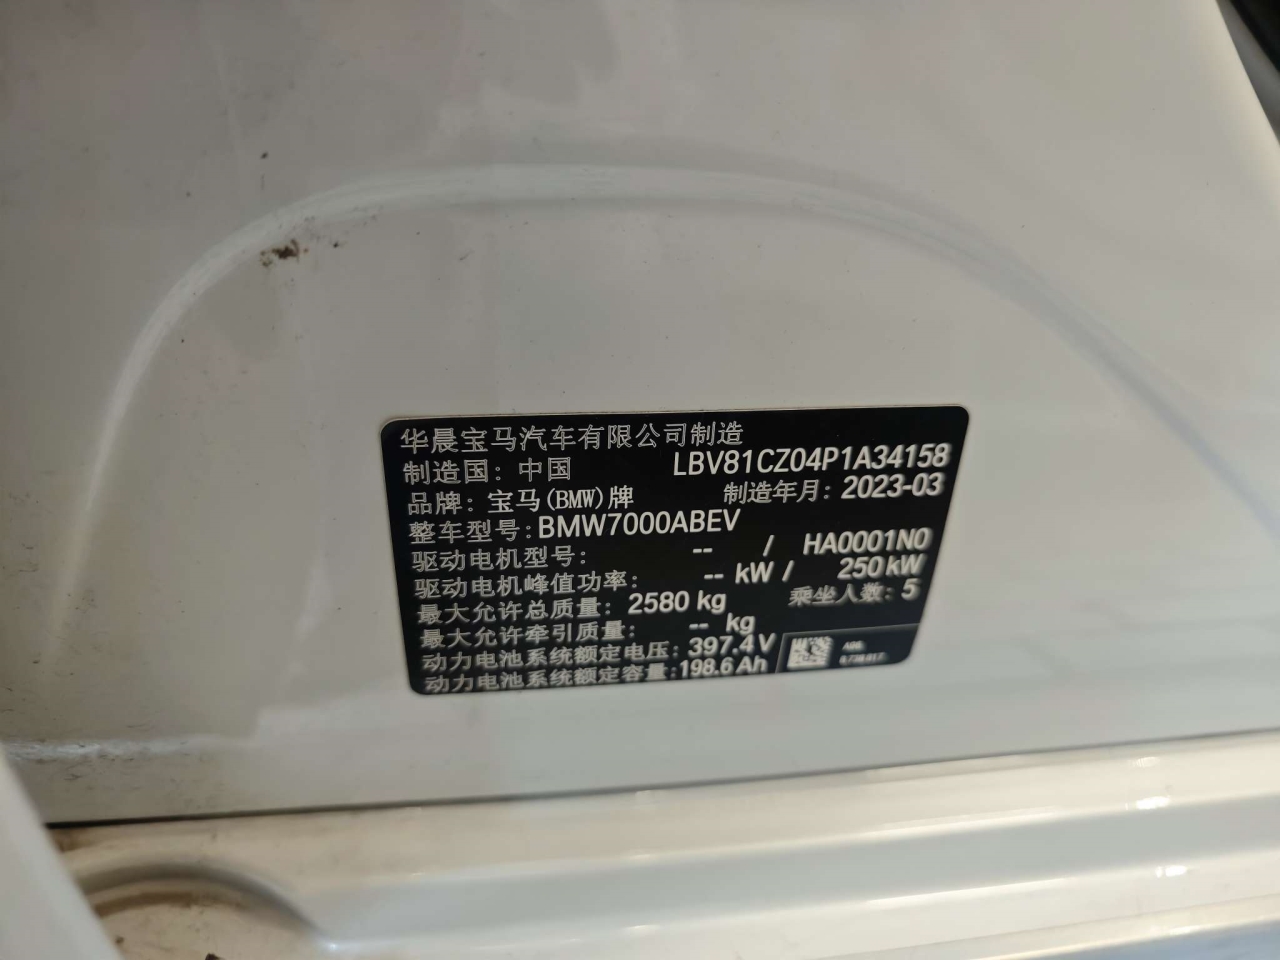 华晨宝马汽车有限公司制造
制造国: 中国 LBV81CZ04P1A34158
品牌: 宝马(BMW)牌 制造年月: 2023-03
整车型号: BMW7000ABEV
驱动电机型号: -- / HA0001N0
驱动电机峰值功率: -- kW / 250kW
最大允许总质量: 2580 kg 乘坐人数: 5
最大允许牵引质量: -- kg
动力电池系统额定电压: 397.4V
动力电池系统额定容量: 198.6Ah